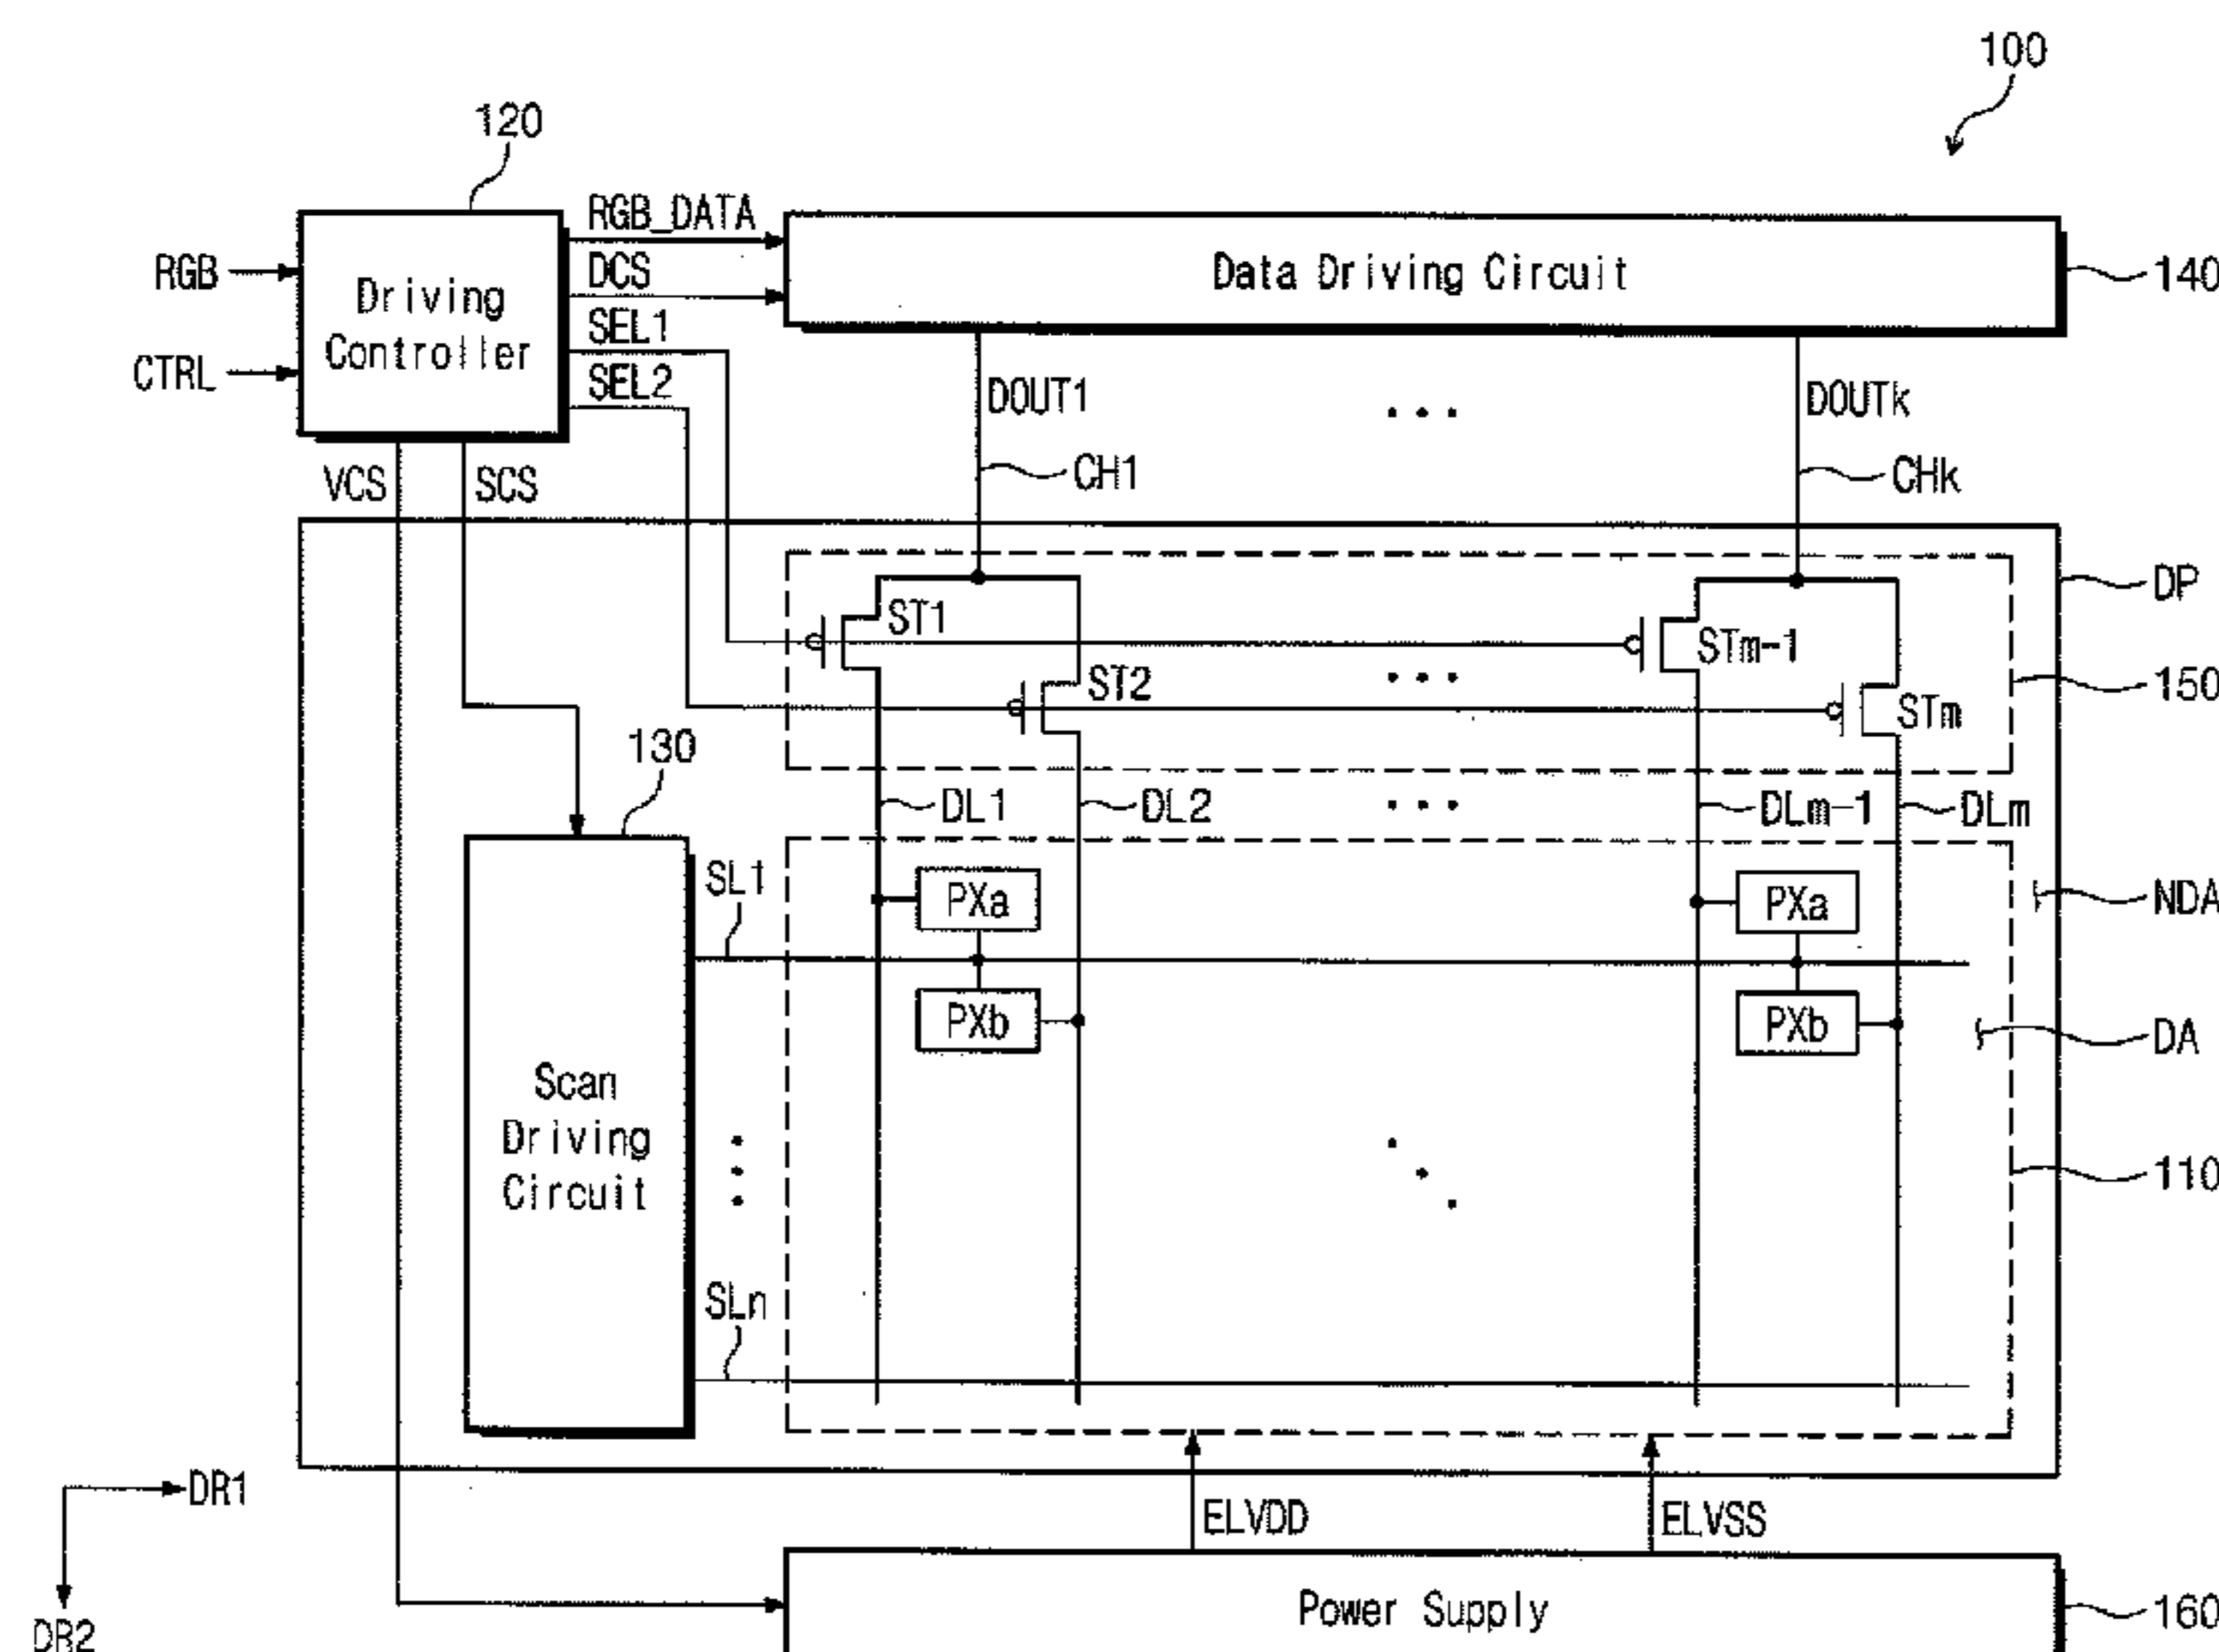 100
120
RGB_DATA
RGB
DCS
Data Driving Circuit
140
Driving
Controller
SEL1
CTRL
SEL2
DOUT1
...
DOUTk
VCS
SCS
CH1
CHk
DP
ST1
STm-1
ST2
...
STm
150
130
DL1
DL2
...
DLm-1
DLm
SL1
PXa
PXa
NDA
PXb
PXb
DA
Scan
Driving
Circuit
110
SLn
DR1
ELVDD
ELVSS
DR2
Power Supply
160